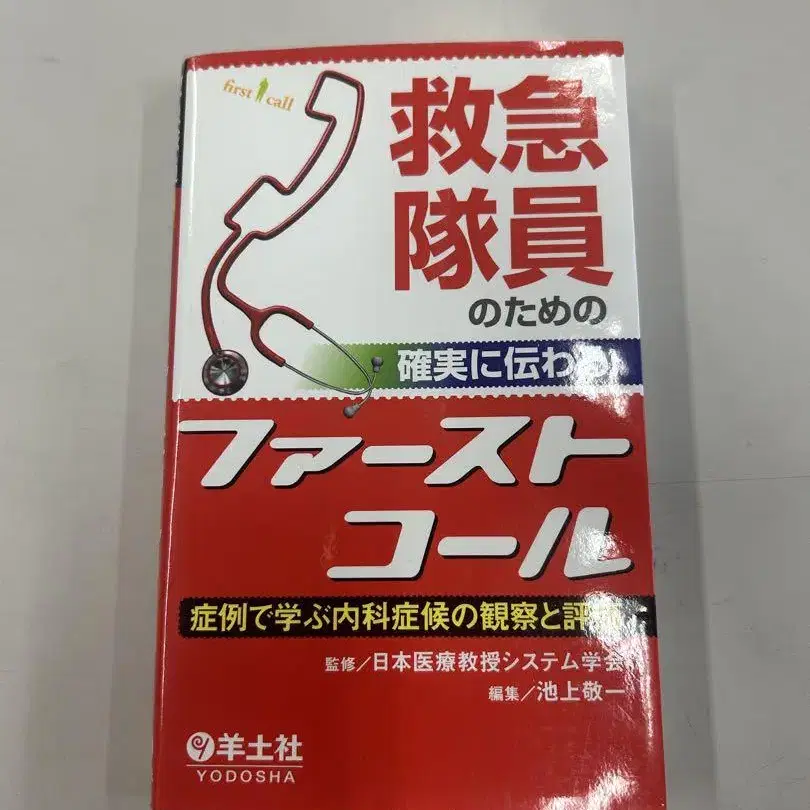 first call
救急
隊員
のための
確実に伝わる!
ファースト
コール
症例で学ぶ内科症候の観察と評価
監修/日本医療教授システム学会
編集/池上敬一
羊土社
YODOSHA